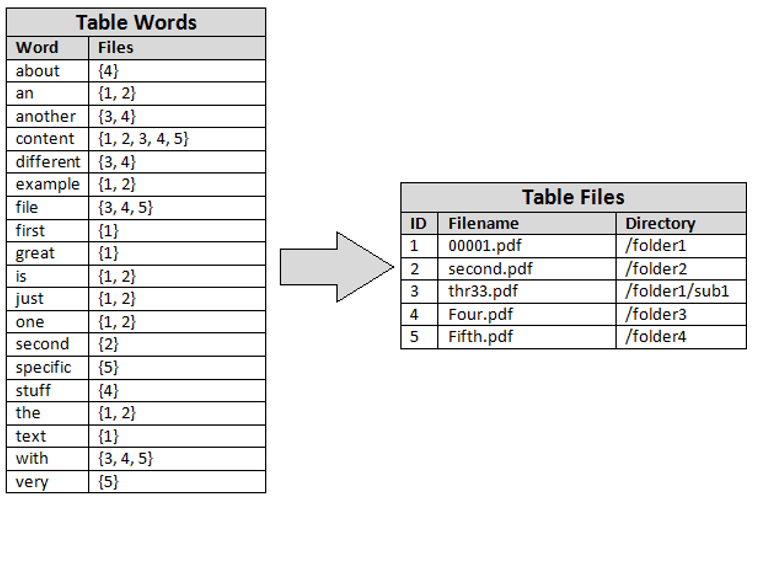 Table Words
Word Files
about {4}
an {1, 2}
another {3, 4}
content {1, 2, 3, 4, 5}
different {3, 4}
example {1, 2}
file {3, 4, 5}
first {1}
great {1}
is {1, 2}
just {1, 2}
one {1, 2}
second {2}
specific {5}
stuff {4}
the {1, 2}
text {1}
with {3, 4, 5}
very {5}
Table Files
ID Filename Directory
1 00001.pdf /folder1
2 second.pdf /folder2
3 thr33.pdf /folder1/sub1
4 Four.pdf /folder3
5 Fifth.pdf /folder4